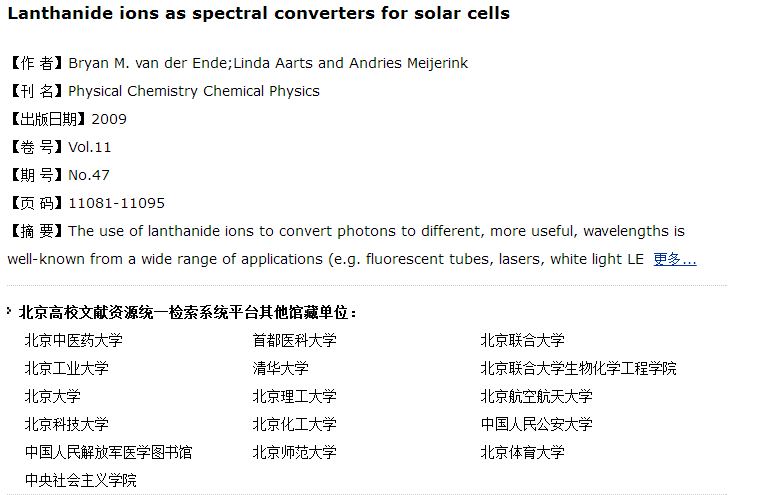 Lanthanide ions as spectral converters for solar cells
【作 者】Bryan M. van der Ende;Linda Aarts and Andries Meijerink
【刊 名】Physical Chemistry Chemical Physics
【出版日期】2009
【卷 号】Vol.11
【期 号】No.47
【页 码】11081-11095
【摘 要】The use of lanthanide ions to convert photons to different, more useful, wavelengths is
well-known from a wide range of applications (e.g. fluorescent tubes, lasers, white light LE 更多...
北京高校文献资源统一检索系统平台其他馆藏单位：
北京中医药大学 首都医科大学 北京联合大学
北京工业大学 清华大学 北京联合大学生物化学工程学院
北京大学 北京理工大学 北京航空航天大学
北京科技大学 北京化工大学 中国人民公安大学
中国人民解放军医学图书馆 北京师范大学 北京体育大学
中央社会主义学院